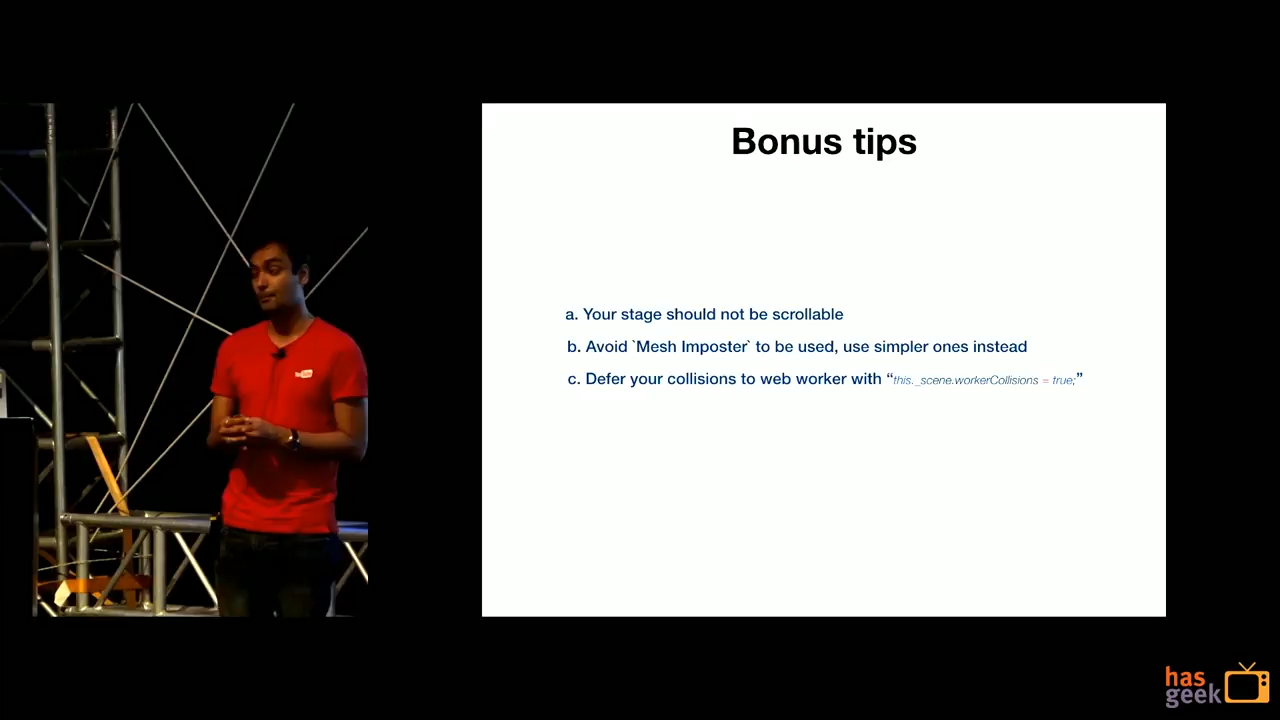 Bonus tips
a. Your stage should not be scrollable
b. Avoid `Mesh Imposter` to be used, use simpler ones instead
c. Defer your collisions to web worker with “this._scene.workerCollisions = true;”
has
geek